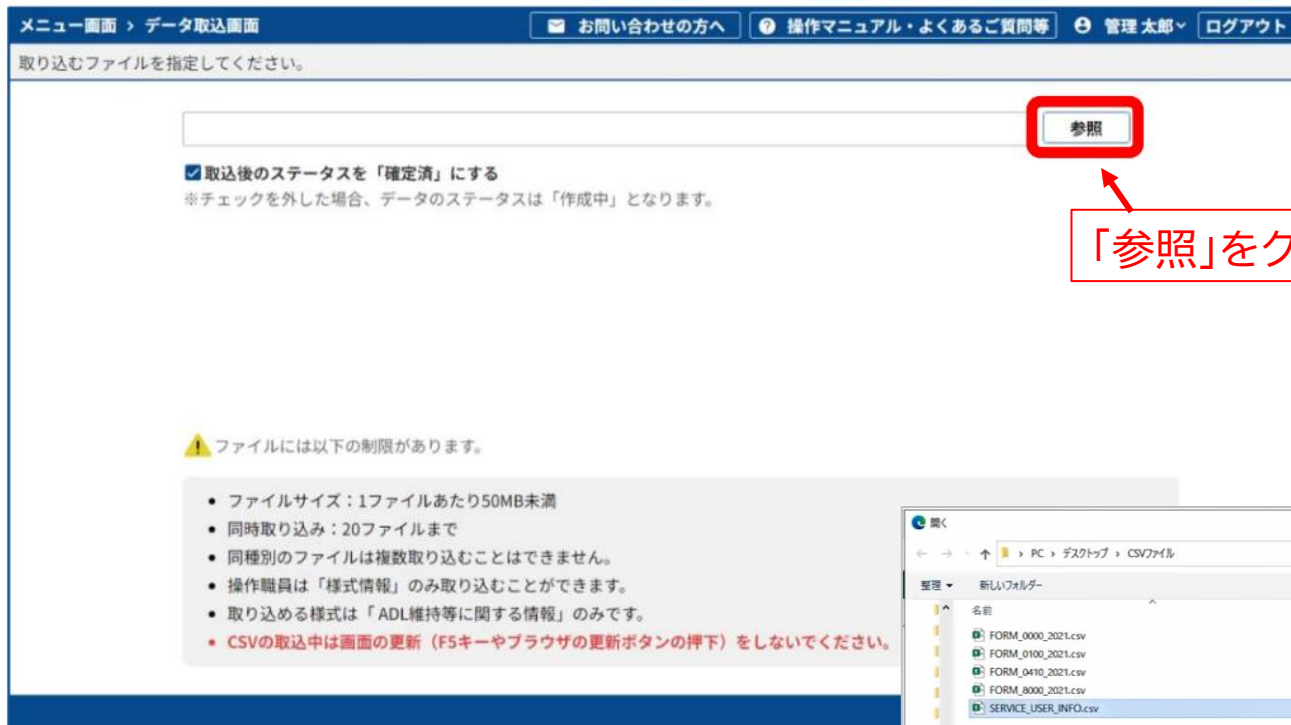 メニュー画面 > データ取込画面 お問い合わせの方へ 操作マニュアル・よくあるご質問等 管理 太郎 ログアウト
取り込むファイルを指定してください。
参照
取込後のステータスを「確定済」にする
※チェックを外した場合、データのステータスは「作成中」となります。
「参照」をク
ファイルには以下の制限があります。
• ファイルサイズ：1ファイルあたり50MB未満
• 同時取り込み：20ファイルまで
• 同種別のファイルは複数取り込むことはできません。
• 操作職員は「様式情報」のみ取り込むことができます。
• 取り込める様式は「 ADL維持等に関する情報」のみです。
• CSVの取込中は画面の更新（F5キーやブラウザの更新ボタンの押下）をしないでください。
開く
> PC > デスクトップ > CSVファイル
整理 新しいフォルダー
名前
FORM_0000_2021.csv
FORM_0100_2021.csv
FORM_0410_2021.csv
FORM_8000_2021.csv
SERVICE_USER_INFO.csv